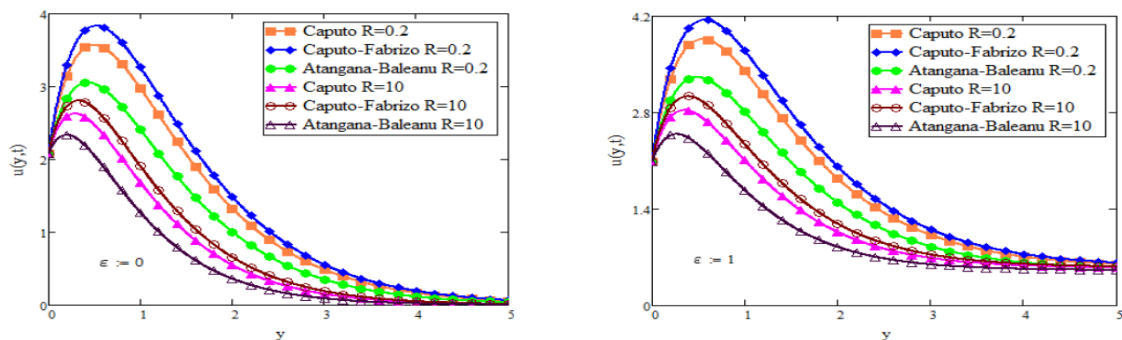 4
3
2
1
0
u(y,t)
Caputo R=0.2
Caputo-Fabrizo R=0.2
Atangana-Baleanu R=0.2
Caputo R=10
Caputo-Fabrizo R=10
Atangana-Baleanu R=10
ε := 0
0 1 2 3 4 5
y
4.2
2.8
1.4
0
u(y,t)
Caputo R=0.2
Caputo-Fabrizo R=0.2
Atangana-Baleanu R=0.2
Caputo R=10
Caputo-Fabrizo R=10
Atangana-Baleanu R=10
ε := 1
0 1 2 3 4 5
y